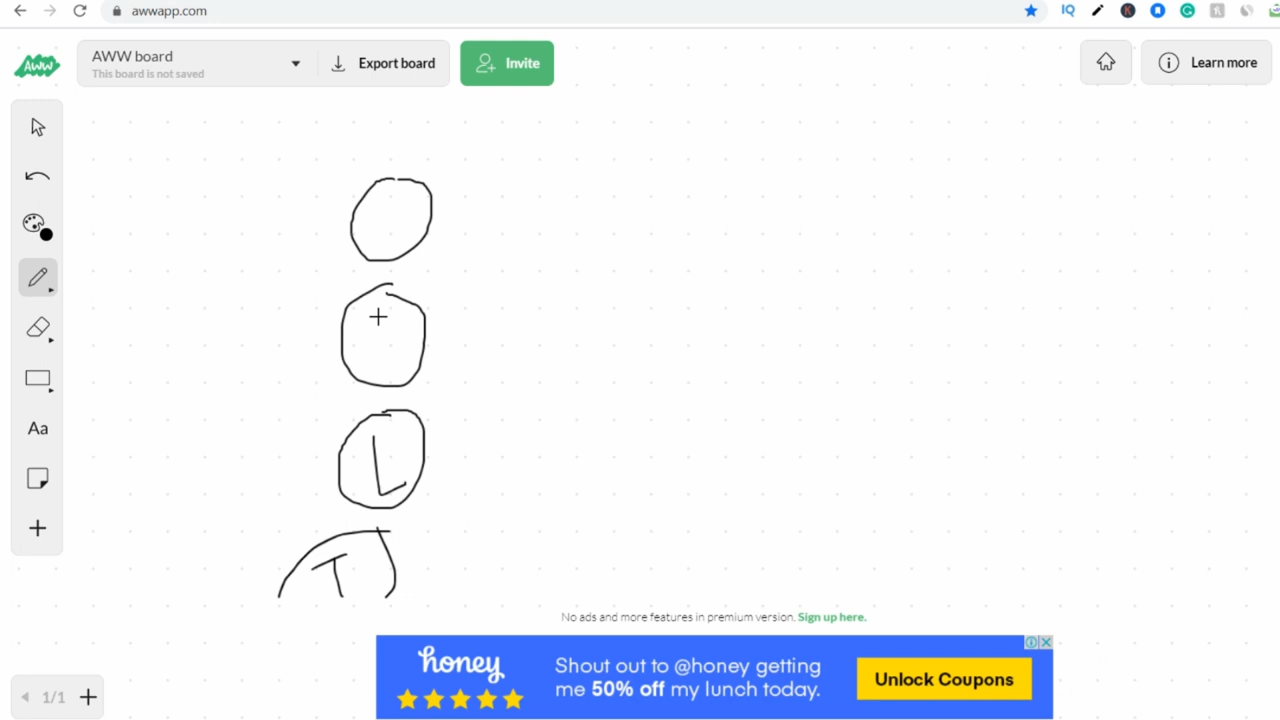 awwapp.com
IQ
AWW
AWW board
This board is not saved
Export board
Invite
Learn more
Aa
L
T
No ads and more features in premium version. Sign up here.
honey
Shout out to @honey getting
me 50% off my lunch today.
Unlock Coupons
1/1